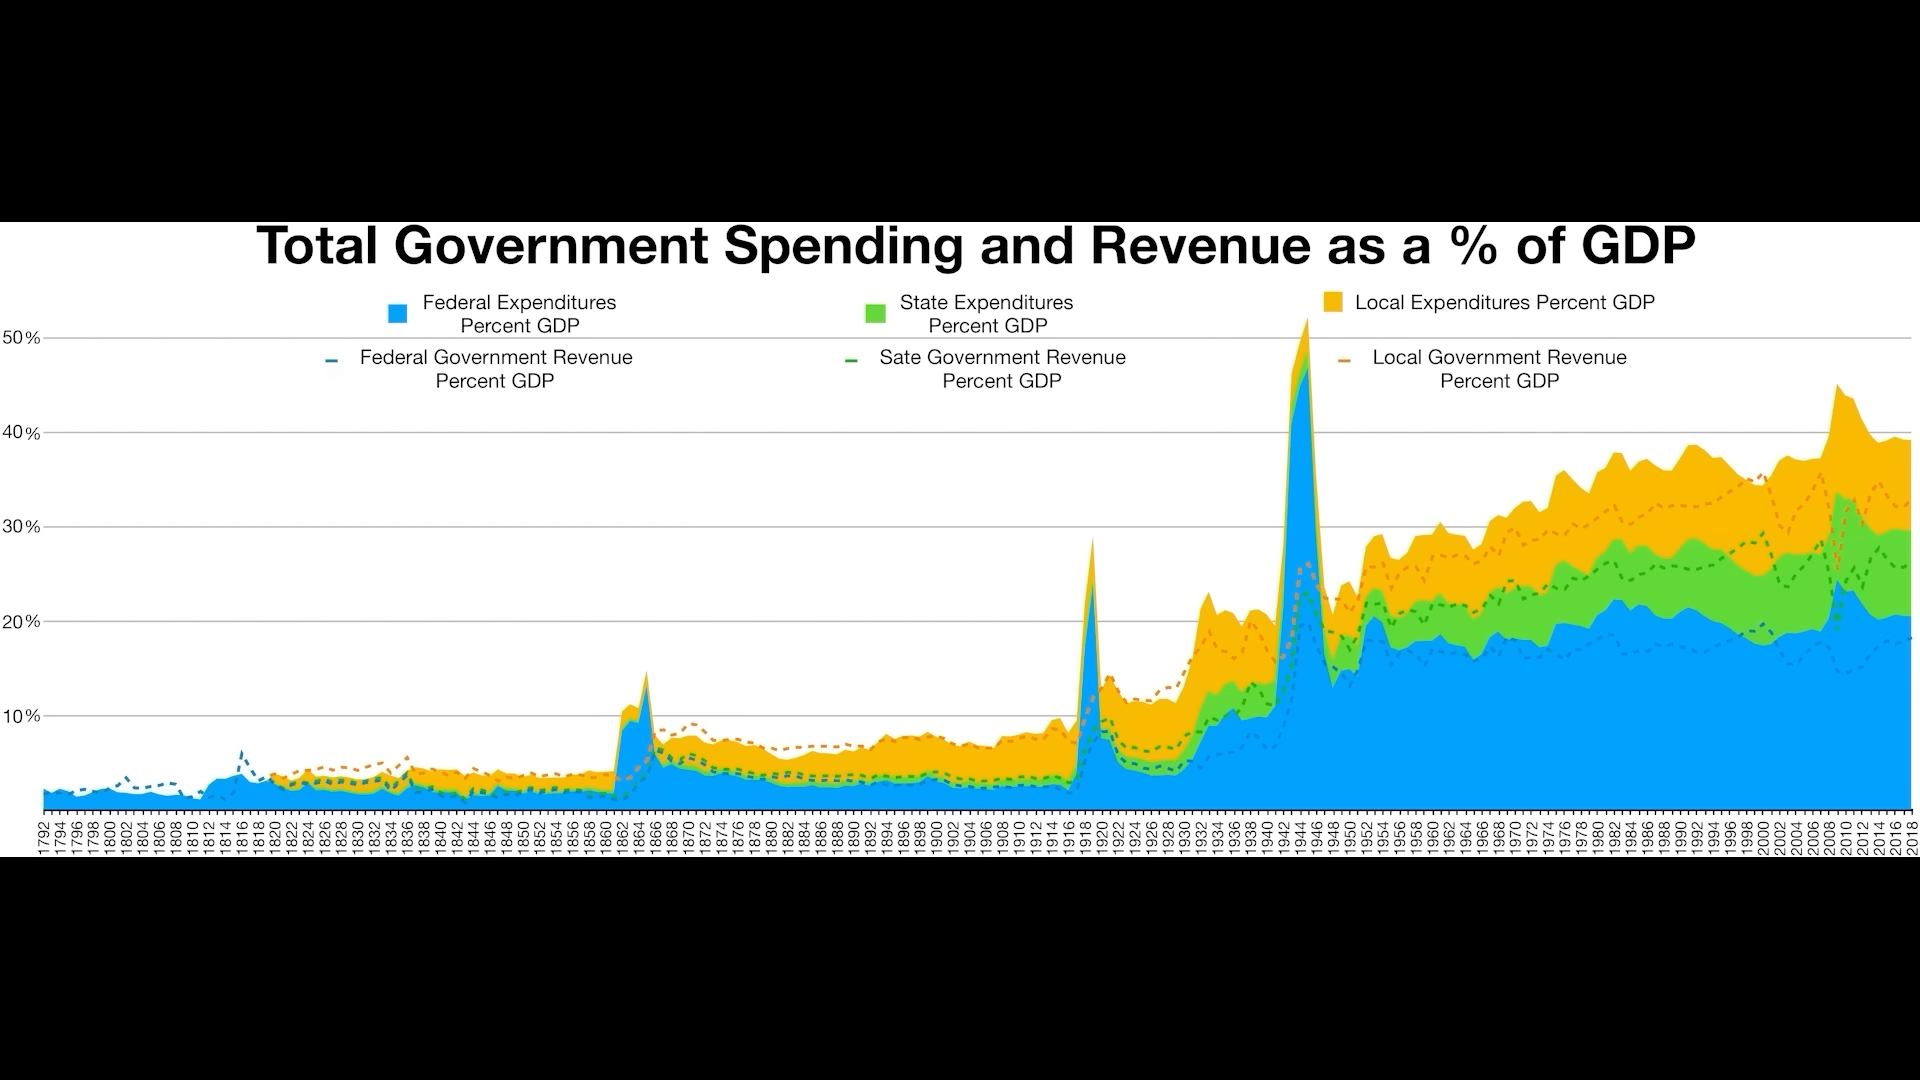 Total Government Spending and Revenue as a % of GDP
Federal Expenditures
Percent GDP
State Expenditures
Percent GDP
Local Expenditures Percent GDP
Federal Government Revenue
Percent GDP
Sate Government Revenue
Percent GDP
Local Government Revenue
Percent GDP
50%
40%
30%
20%
10%
1792 1794 1796 1798 1800 1802 1804 1806 1808 1810 1812 1814 1816 1818 1820 1822 1824 1826 1828 1830 1832 1834 1836 1838 1840 1842 1844 1846 1848 1850 1852 1854 1856 1858 1860 1862 1864 1866 1868 1870 1872 1874 1876 1878 1880 1882 1884 1886 1888 1890 1892 1894 1896 1898 1900 1902 1904 1906 1908 1910 1912 1914 1916 1918 1920 1922 1924 1926 1928 1930 1932 1934 1936 1938 1940 1942 1944 1946 1948 1950 1952 1954 1956 1958 1960 1962 1964 1966 1968 1970 1972 1974 1976 1978 1980 1982 1984 1986 1988 1990 1992 1994 1996 1998 2000 2002 2004 2006 2008 2010 2012 2014 2016 2018